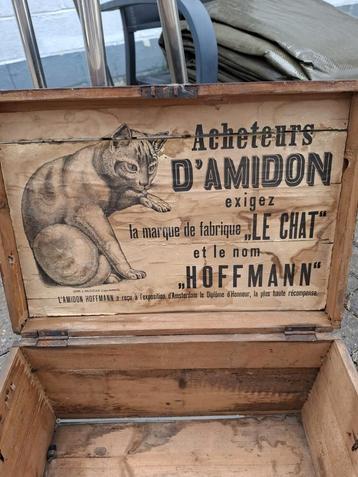 Acheteurs
D'AMIDON
exigez
la marque de fabrique „LE CHAT"
et le nom
„HOFFMANN"
L'AMIDON HOFFMANN a reçu à l'exposition d'Amsterdam le Diplôme d'Honneur, la plus haute récompense.